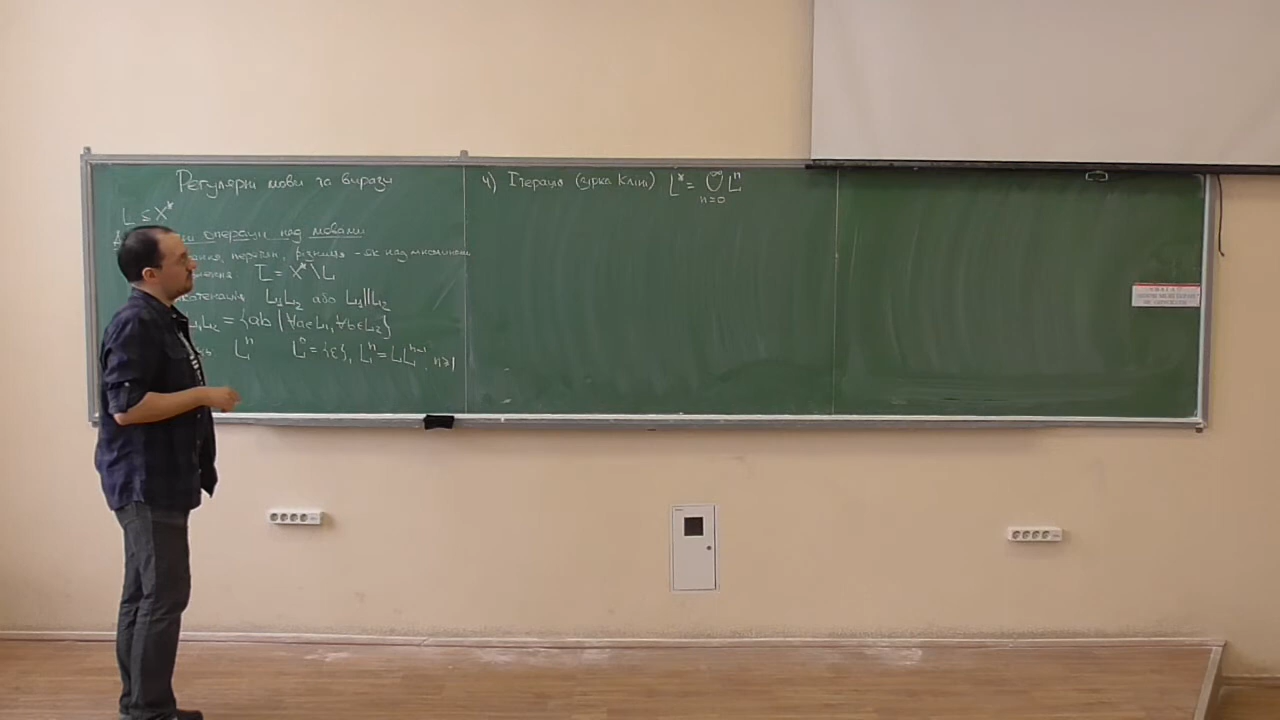 Регулярні мови та вирази
L ⊆ X*
операції над мовами
перетин, різниця - як над множинами
L̅ = X* \ L
L₁L₂ або L₁||L₂
L₁L₂ = {ab | ∀a∈L₁, ∀b∈L₂}
Lⁿ L⁰ = {ε}, Lⁿ = LLⁿ⁻¹, n≥1
4) Ітерація (зірка Кліні) L* = ⋃ₙ₌₀^∞ Lⁿ